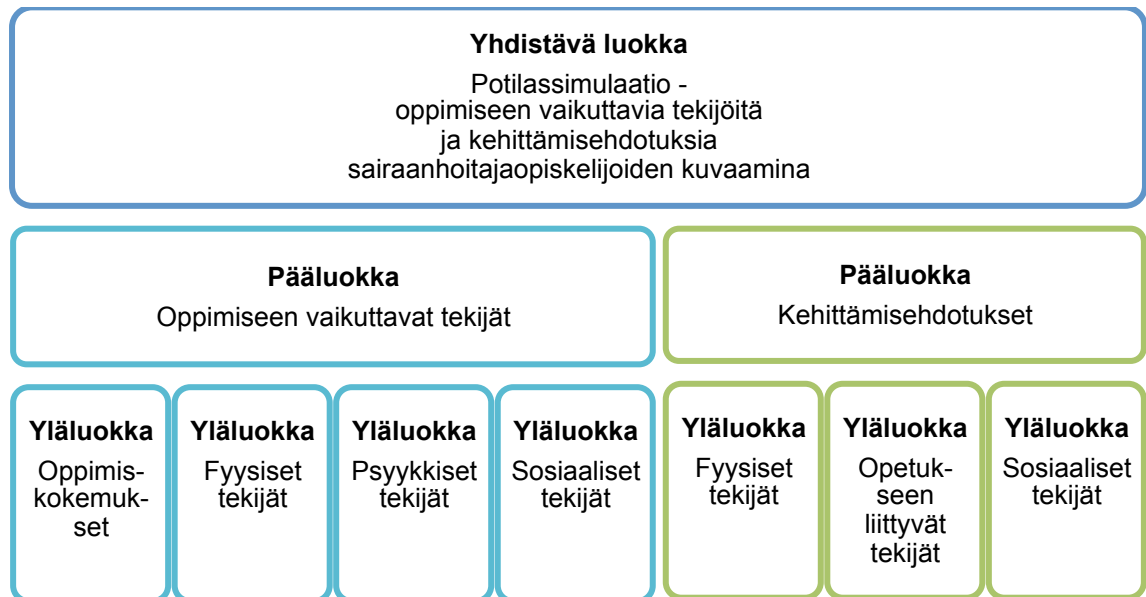 Yhdistävä luokka
Potilassimulaatio -
oppimiseen vaikuttavia tekijöitä
ja kehittämisehdotuksia
sairaanhoitajaopiskelijoiden kuvaamina
Pääluokka
Oppimiseen vaikuttavat tekijät
Pääluokka
Kehittämisehdotukset
Yläluokka
Oppimis-
kokemuk-
set
Yläluokka
Fyysiset
tekijät
Yläluokka
Psyykkiset
tekijät
Yläluokka
Sosiaaliset
tekijät
Yläluokka
Fyysiset
tekijät
Yläluokka
Opetuk-
seen
liittyvät
tekijät
Yläluokka
Sosiaaliset
tekijät